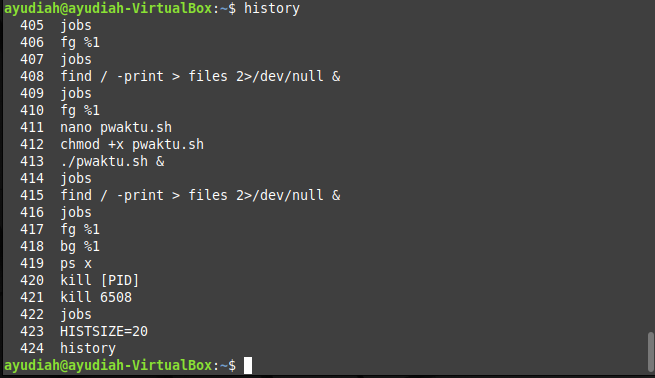 ayudiah@ayudiah-VirtualBox:~$ history
405 jobs
406 fg %1
407 jobs
408 find / -print > files 2>/dev/null &
409 jobs
410 fg %1
411 nano pwaktu.sh
412 chmod +x pwaktu.sh
413 ./pwaktu.sh &
414 jobs
415 find / -print > files 2>/dev/null &
416 jobs
417 fg %1
418 bg %1
419 ps x
420 kill [PID]
421 kill 6508
422 jobs
423 HISTSIZE=20
424 history
ayudiah@ayudiah-VirtualBox:~$